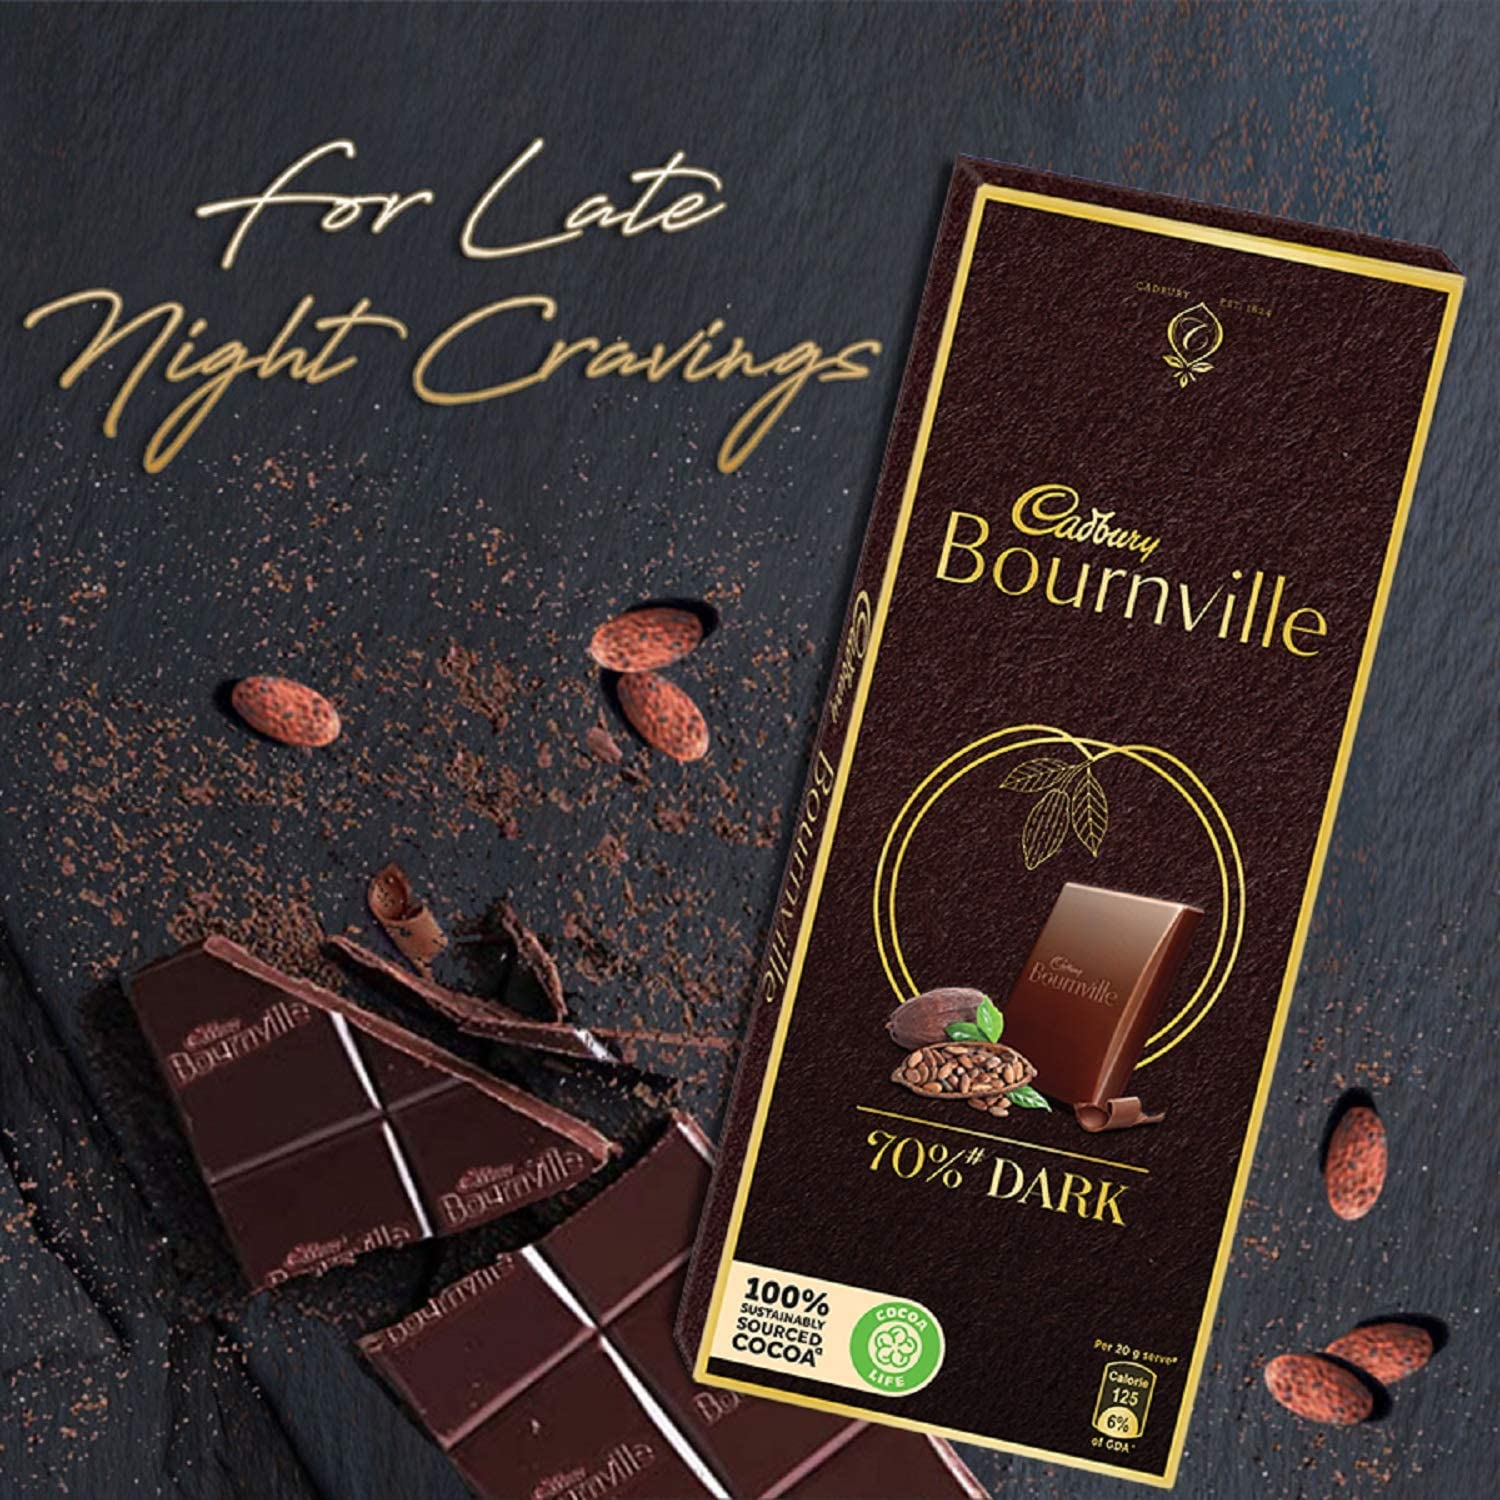 For Late
Night Cravings
CADBURY EST. 1824
C
Cadbury
Bournville
Cadbury Bournville
Cadbury
Bournville
70%# DARK
100%
SUSTAINABLY
SOURCED
COCOA
COCOA
LIFE
Per 20 g serve#
Calorie
125
6%
of GDA*
Cadbury
Bournville
Cadbury
Bournville
Cadbury
Bournville
Bournville
Bournville